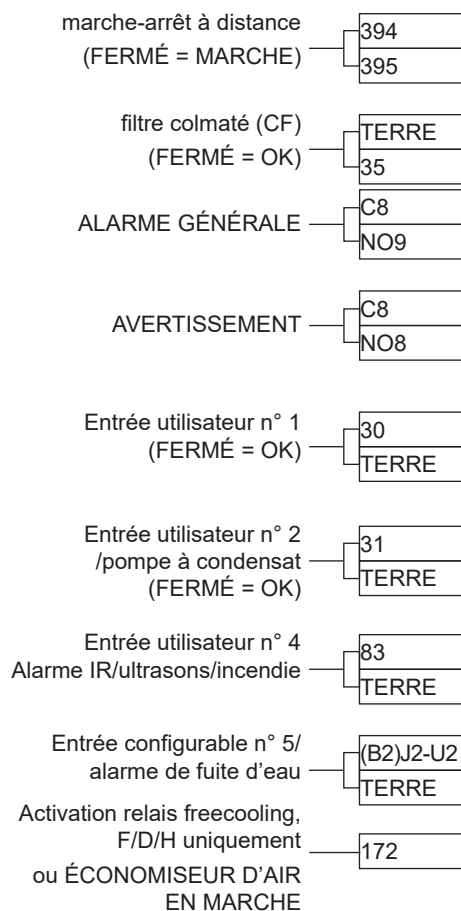 marche-arrêt à distance
(FERMÉ = MARCHE)
394
395
filtre colmaté (CF)
(FERMÉ = OK)
TERRE
35
ALARME GÉNÉRALE
C8
NO9
AVERTISSEMENT
C8
NO8
Entrée utilisateur n° 1
(FERMÉ = OK)
30
TERRE
Entrée utilisateur n° 2
/pompe à condensat
(FERMÉ = OK)
31
TERRE
Entrée utilisateur n° 4
Alarme IR/ultrasons/incendie
83
TERRE
Entrée configurable n° 5/
alarme de fuite d'eau
(B2)J2-U2
TERRE
Activation relais freecooling,
F/D/H uniquement
ou ÉCONOMISEUR D'AIR
EN MARCHE
172